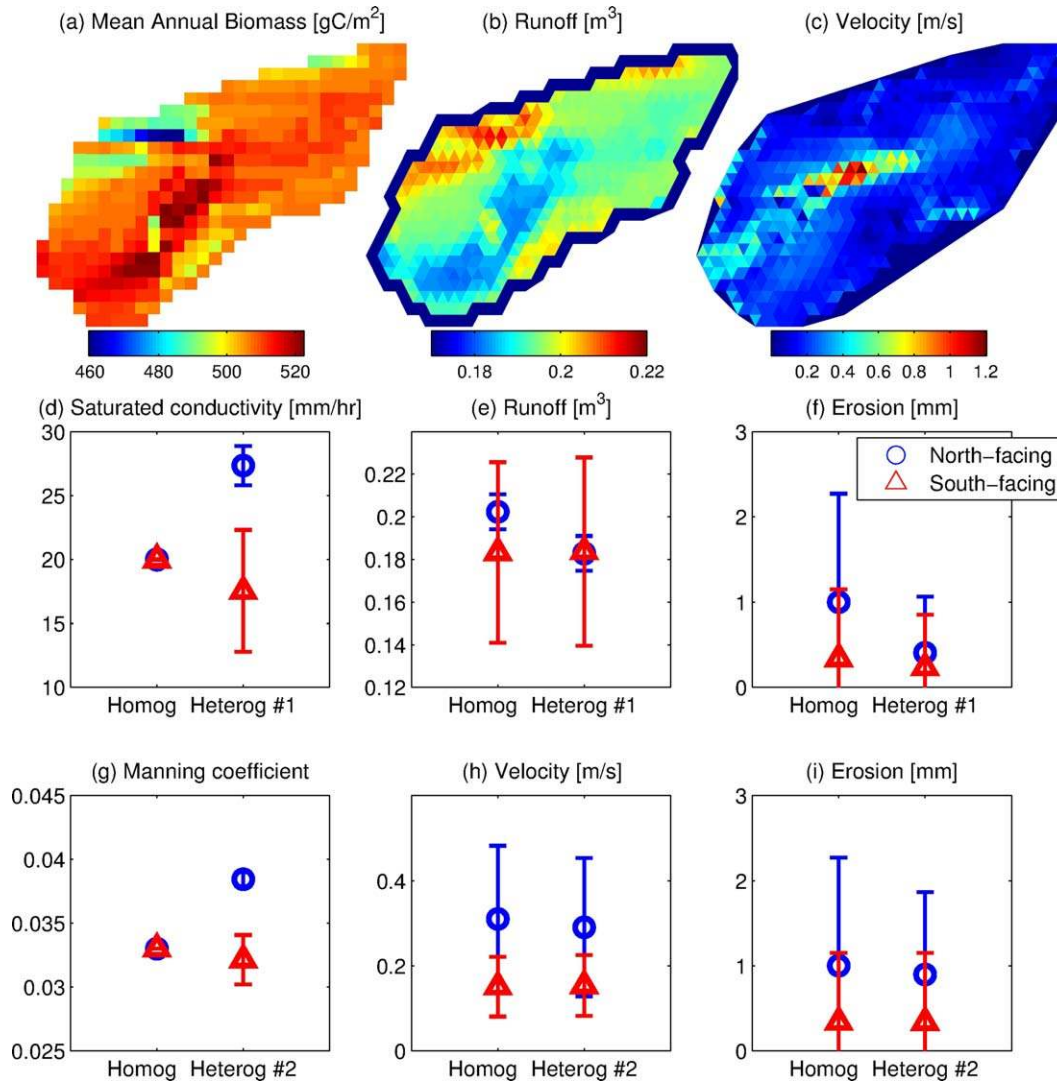 (a) Mean Annual Biomass [gC/m²]
(b) Runoff [m³]
(c) Velocity [m/s]
460 480 500 520
0.18 0.2 0.22
0.2 0.4 0.6 0.8 1 1.2
(d) Saturated conductivity [mm/hr]
30
25
20
15
10
Homog Heterog #1
(e) Runoff [m³]
0.22
0.2
0.18
0.16
0.14
0.12
Homog Heterog #1
(f) Erosion [mm]
3
2
1
0
North-facing
South-facing
Homog Heterog #1
(g) Manning coefficient
0.045
0.04
0.035
0.03
0.025
Homog Heterog #2
(h) Velocity [m/s]
0.4
0.2
0
Homog Heterog #2
(i) Erosion [mm]
3
2
1
0
Homog Heterog #2